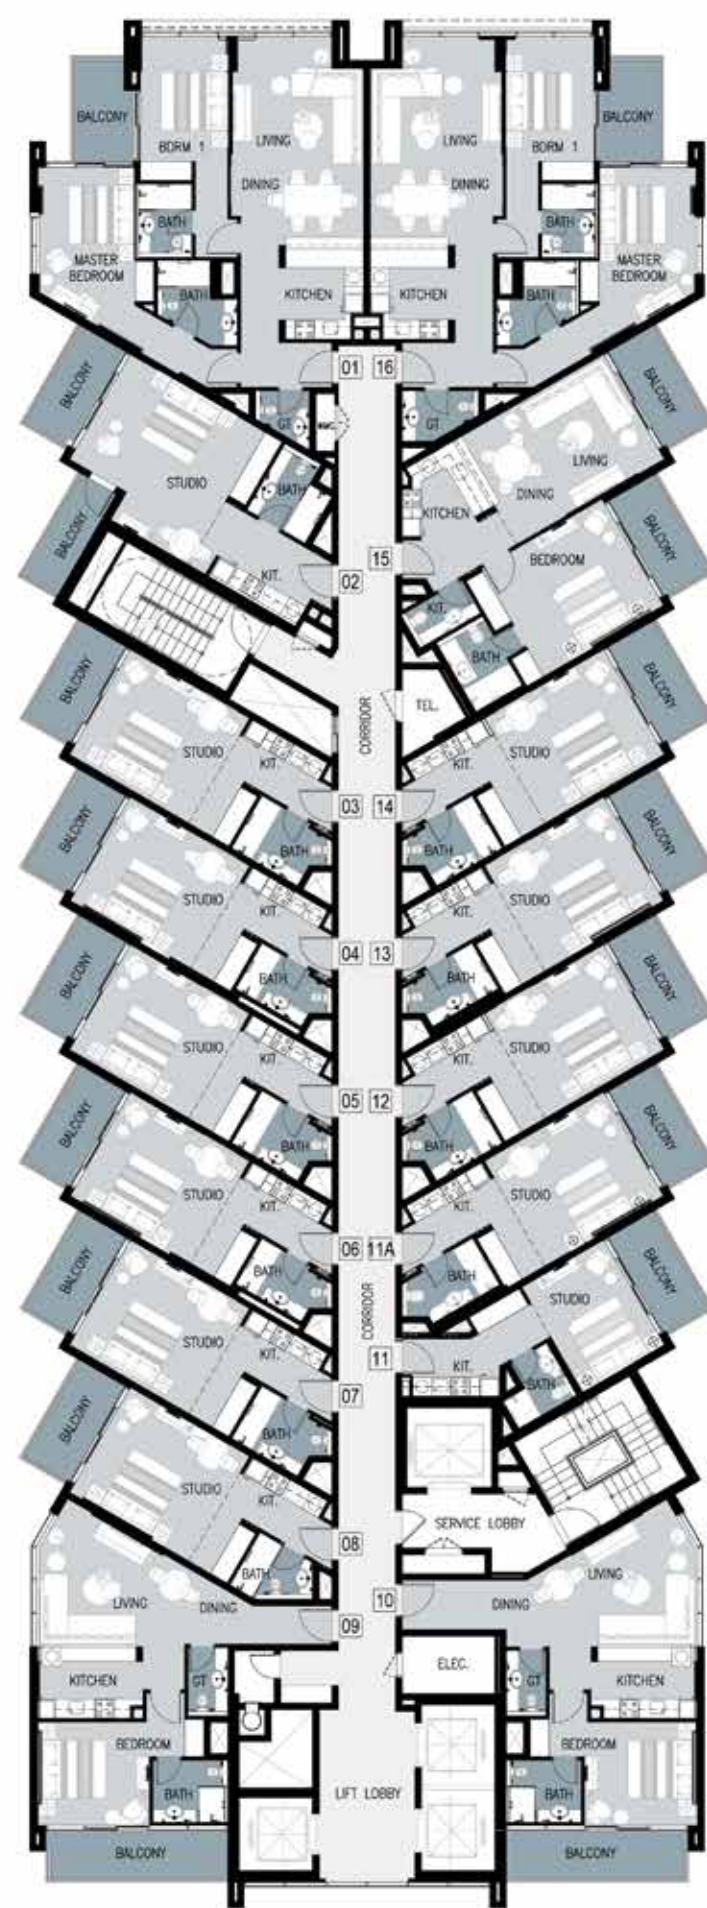 BALCONY
BDRM 1
LIVING
LIVING
BDRM 1
BALCONY
DINING
DINING
BATH
BATH
MASTER
BEDROOM
MASTER
BEDROOM
BATH
KITCHEN
KITCHEN
BATH
01
16
BALCONY
GT
GT
BALCONY
STUDIO
BATH
LIVING
DINING
KITCHEN
BALCONY
KIT.
02
15
BEDROOM
BALCONY
KIT.
BATH
BALCONY
CORRIDOR
TEL.
BALCONY
STUDIO
KIT.
KIT.
STUDIO
03
14
BALCONY
BATH
BATH
BALCONY
STUDIO
KIT.
KIT.
STUDIO
04
13
BALCONY
BATH
BATH
BALCONY
STUDIO
KIT.
KIT.
STUDIO
05
12
BALCONY
BATH
BATH
BALCONY
STUDIO
KIT.
KIT.
STUDIO
06
11A
BALCONY
BATH
CORRIDOR
BATH
STUDIO
BALCONY
STUDIO
KIT.
11
KIT.
BATH
07
BALCONY
BATH
STUDIO
KIT.
SERVICE LOBBY
08
BATH
LIVING
DINING
10
DINING
LIVING
09
KITCHEN
GT
ELEC.
GT
KITCHEN
BEDROOM
BEDROOM
BATH
LIFT LOBBY
BATH
BALCONY
BALCONY